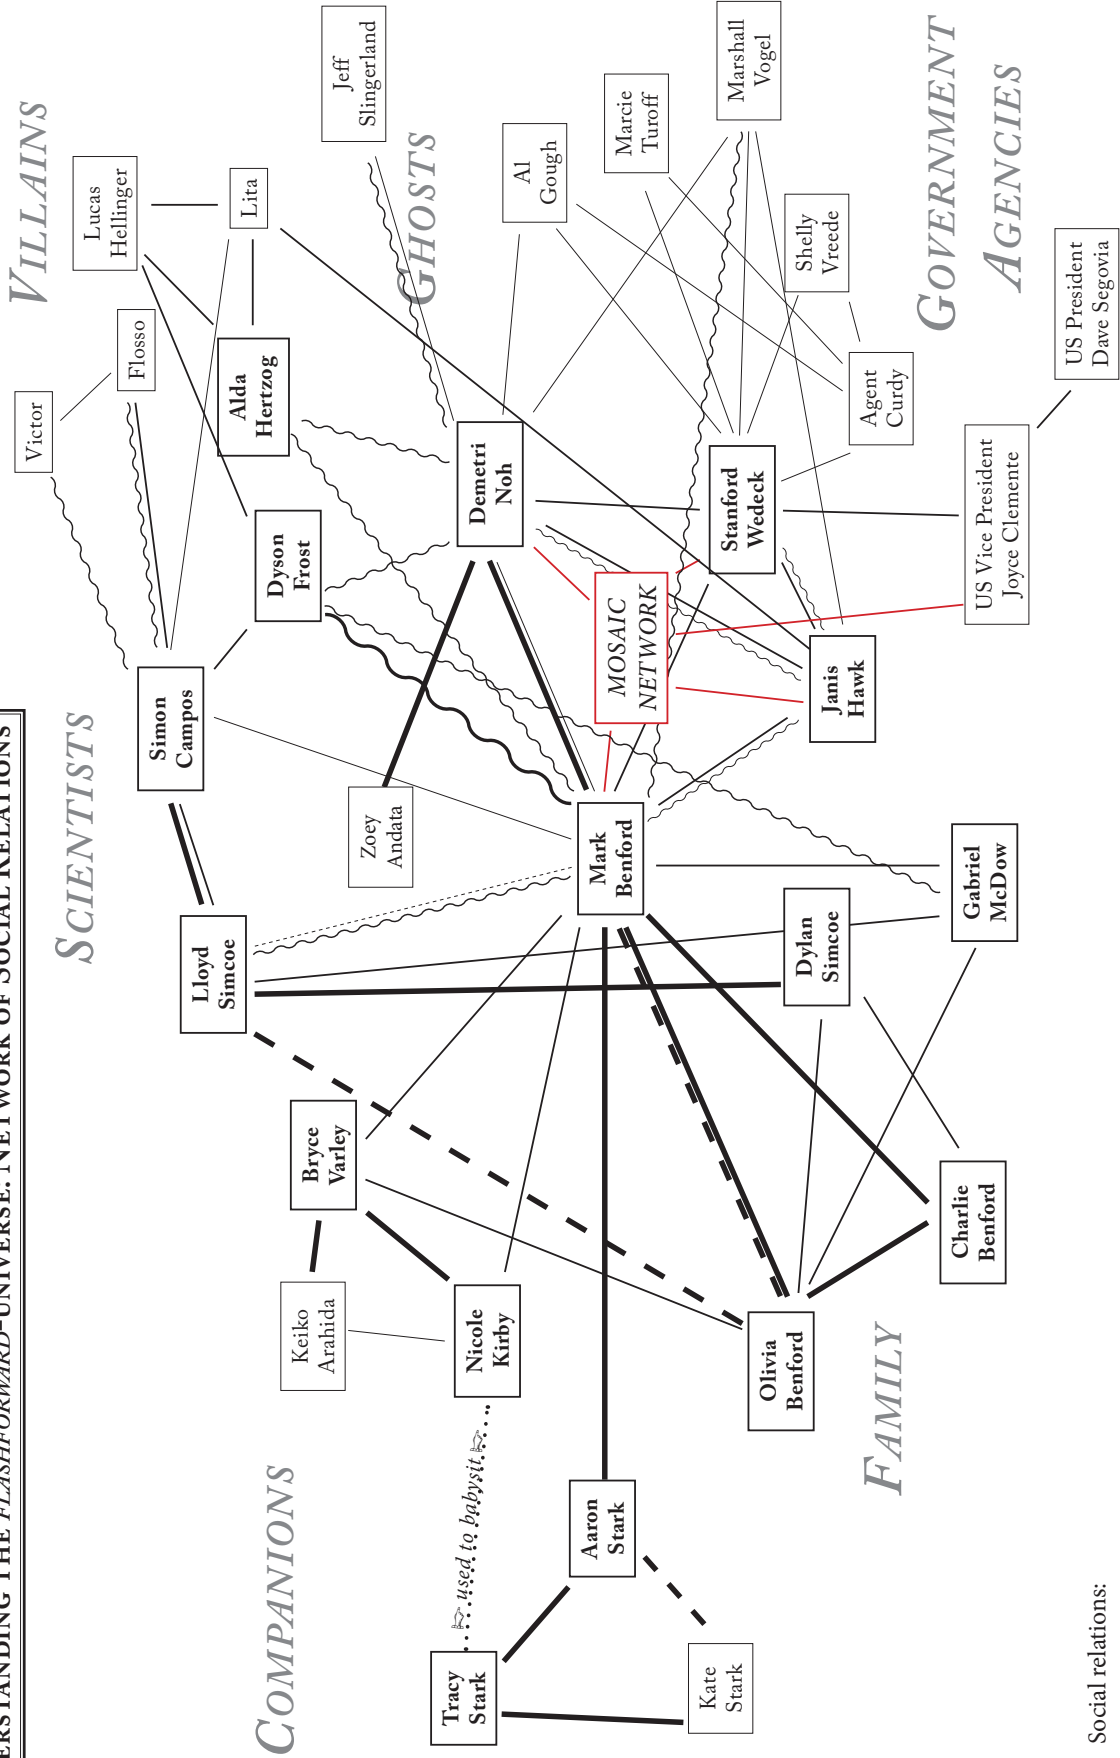 ERSTANDING THE FLASHFORWARD-UNIVERSE: NETWORK OF SOCIAL RELATIONS
VILLAINS
Victor
SCIENTISTS
Lucas
Hellinger
Flosso
Simon
Campos
Lloyd
Simcoe
Lita
Alda
Hertzog
Dyson
Frost
COMPANIONS
Keiko
Arahida
Bryce
Varley
Jeff
Slingerland
Zoey
Andata
GHOSTS
Tracy
Stark
used to babysit
Nicole
Kirby
Demetri
Noh
Al
Gough
Aaron
Stark
Mark
Benford
MOSAIC
NETWORK
Marcie
Turoff
Kate
Stark
Stanford
Wedeck
Marshall
Vogel
Olivia
Benford
Dylan
Simcoe
Shelly
Vreede
Janis
Hawk
Agent
Curdy
FAMILY
GOVERNMENT
AGENCIES
Charlie
Benford
Gabriel
McDow
US Vice President
Joyce Clemente
US President
Dave Segovia
Social relations: